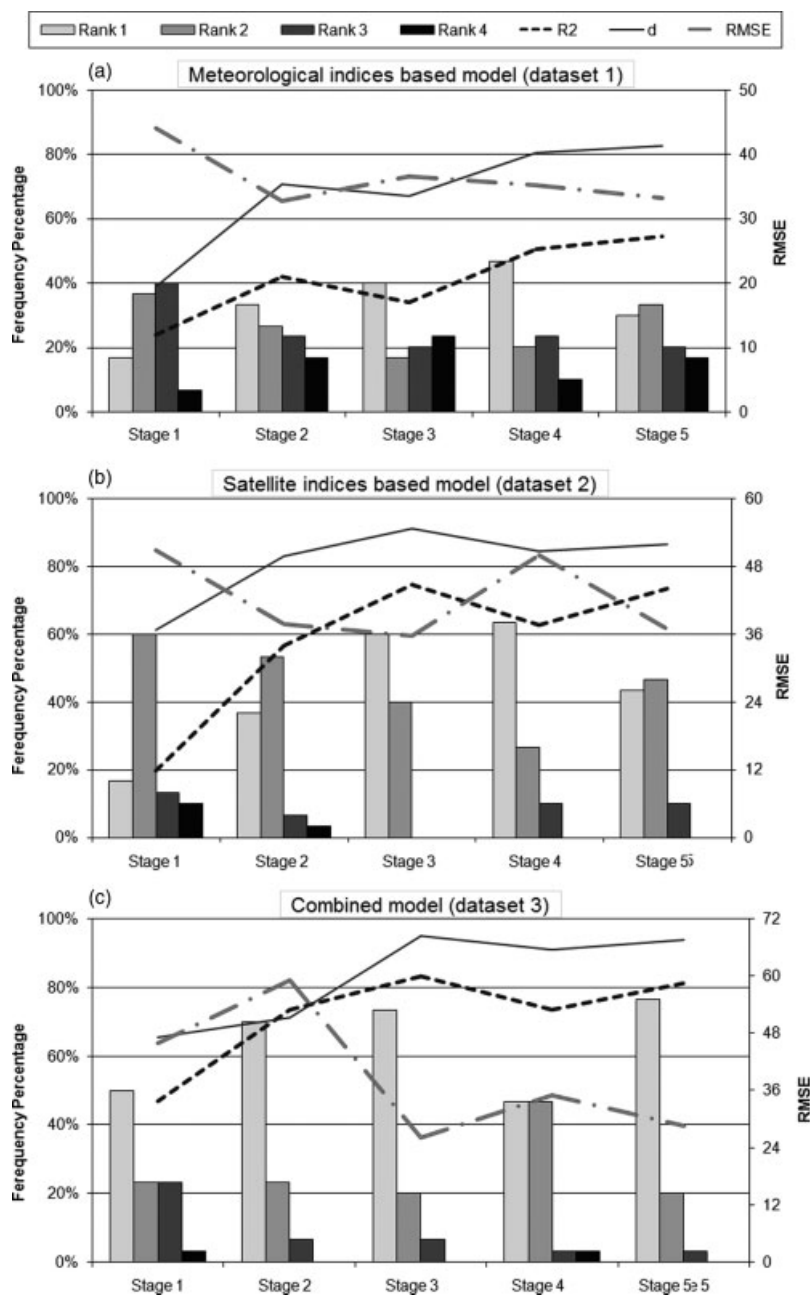 Rank 1 Rank 2 Rank 3 Rank 4 R2 d RMSE
(a)
Meteorological indices based model (dataset 1)
100% 50
80% 40
60% 30
40% 20
20% 10
0% 0
Ferequency Percentage
RMSE
Stage 1 Stage 2 Stage 3 Stage 4 Stage 5
(b)
Satellite indices based model (dataset 2)
100% 60
80% 48
60% 36
40% 24
20% 12
0% 0
Ferequency Percentage
RMSE
Stage 1 Stage 2 Stage 3 Stage 4 Stage 55
(c)
Combined model (dataset 3)
100% 72
80% 60
60% 48
40% 36
20% 24
0% 12
0
Ferequency Percentage
RMSE
Stage 1 Stage 2 Stage 3 Stage 4 Stage 5e 5